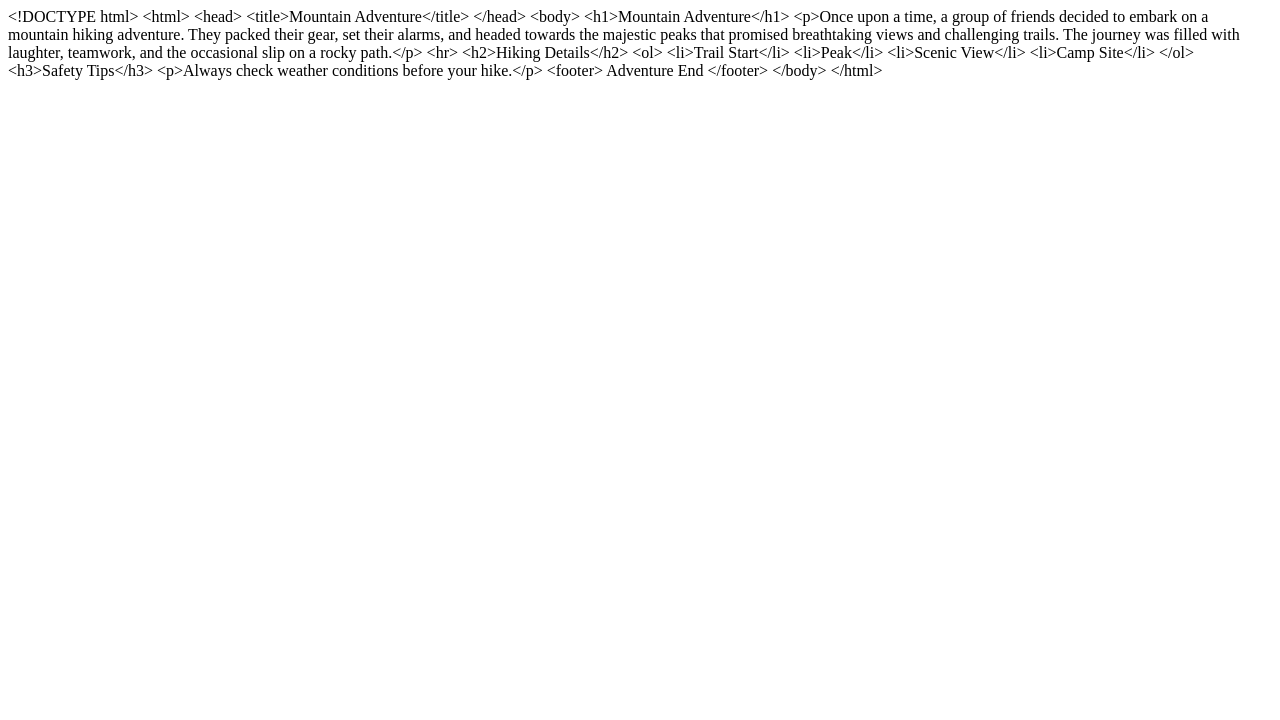 <!DOCTYPE html> <html> <head> <title>Mountain Adventure</title> </head> <body> <h1>Mountain Adventure</h1> <p>Once upon a time, a group of friends decided to embark on a
mountain hiking adventure. They packed their gear, set their alarms, and headed towards the majestic peaks that promised breathtaking views and challenging trails. The journey was filled with
laughter, teamwork, and the occasional slip on a rocky path.</p> <hr> <h2>Hiking Details</h2> <ol> <li>Trail Start</li> <li>Peak</li> <li>Scenic View</li> <li>Camp Site</li> </ol>
<h3>Safety Tips</h3> <p>Always check weather conditions before your hike.</p> <footer> Adventure End </footer> </body> </html>